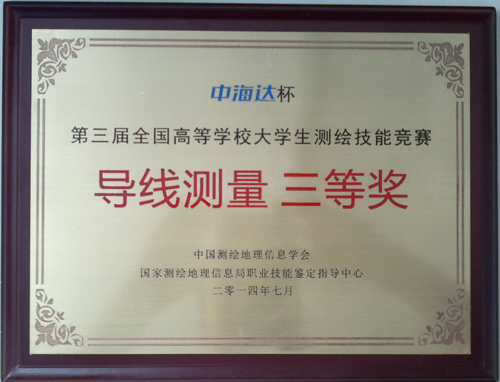 中海达杯
第三届全国高等学校大学生测绘技能竞赛
导线测量 三等奖
中国测绘地理信息学会
国家测绘地理信息局职业技能鉴定指导中心
二零一四年七月